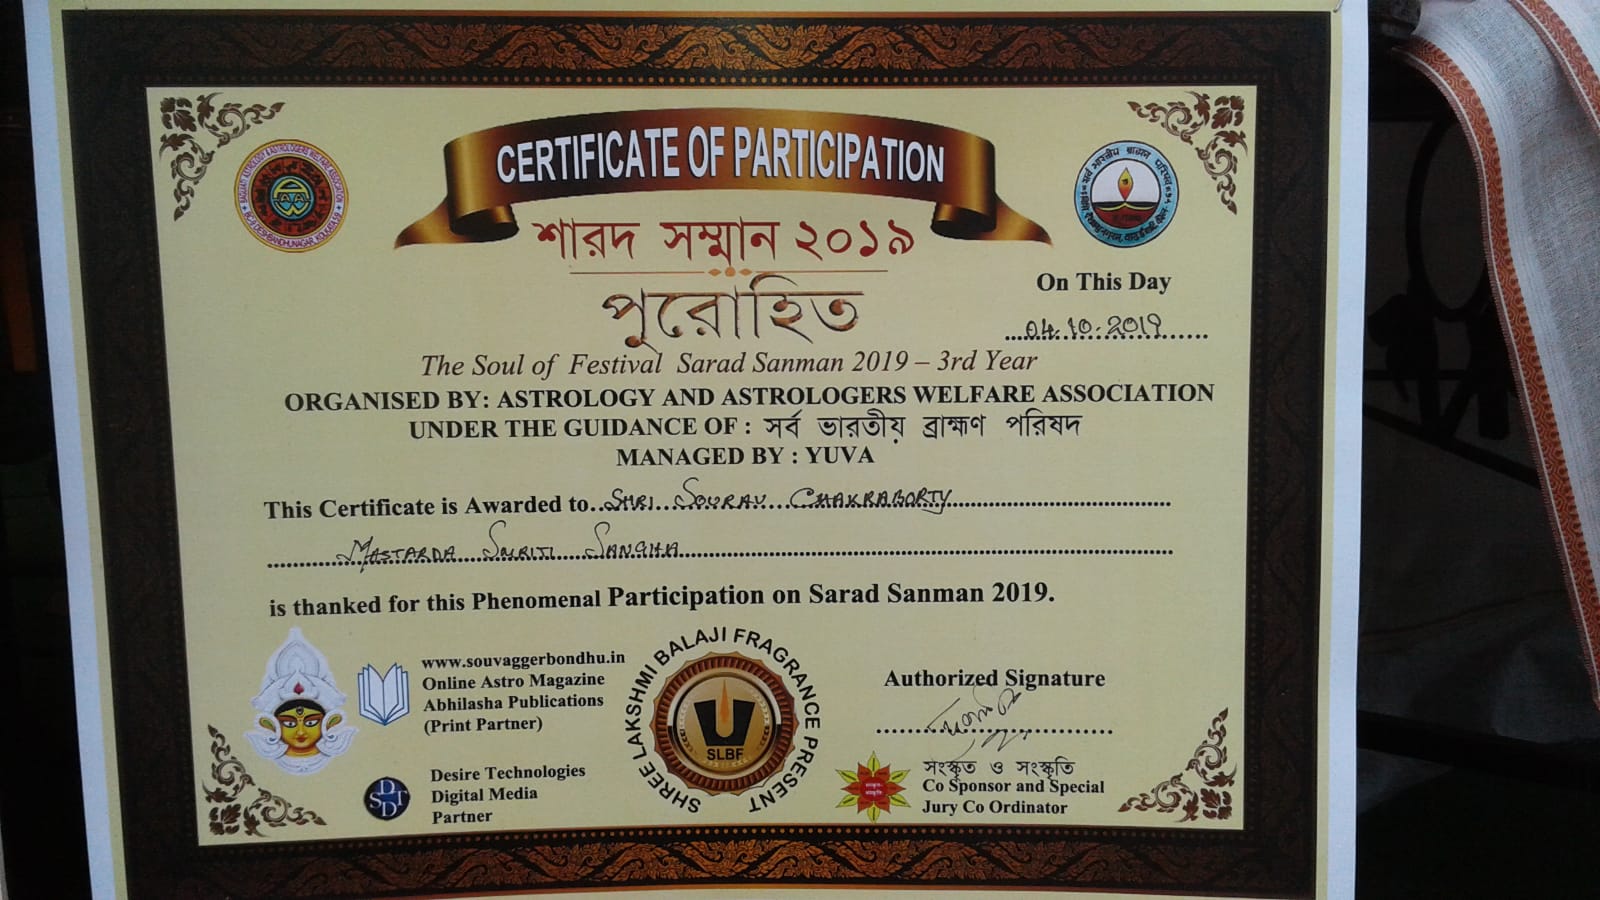 CERTIFICATE OF PARTICIPATION
শারদ সম্মান ২০১৯
পুরোহিত
On This Day
04.10.2019
The Soul of Festival Sarad Sanman 2019 – 3rd Year
ORGANISED BY: ASTROLOGY AND ASTROLOGERS WELFARE ASSOCIATION
UNDER THE GUIDANCE OF : সর্ব ভারতীয় ব্রাহ্মণ পরিষদ
MANAGED BY : YUVA
This Certificate is Awarded to SHRI SOURAV CHAKRABORTY
MASTARDA SMRITI SANGHA
is thanked for this Phenomenal Participation on Sarad Sanman 2019.
www.souvaggerbondhu.in
Online Astro Magazine
Abhilasha Publications
(Print Partner)
Desire Technologies
Digital Media
Partner
SHREE LAKSHMI BALAJI FRAGRANCE PRESENT
SLBF
Authorized Signature
সংস্কৃত ও সংস্কৃতি
Co Sponsor and Special
Jury Co Ordinator